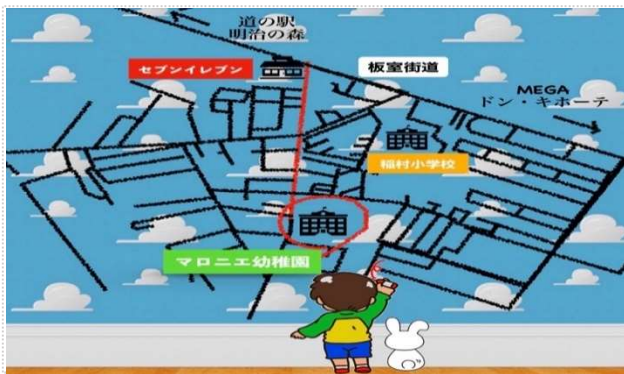 道の駅
明治の森
セブンイレブン
板室街道
MEGA
ドン・キホーテ
稲村小学校
マロニエ幼稚園